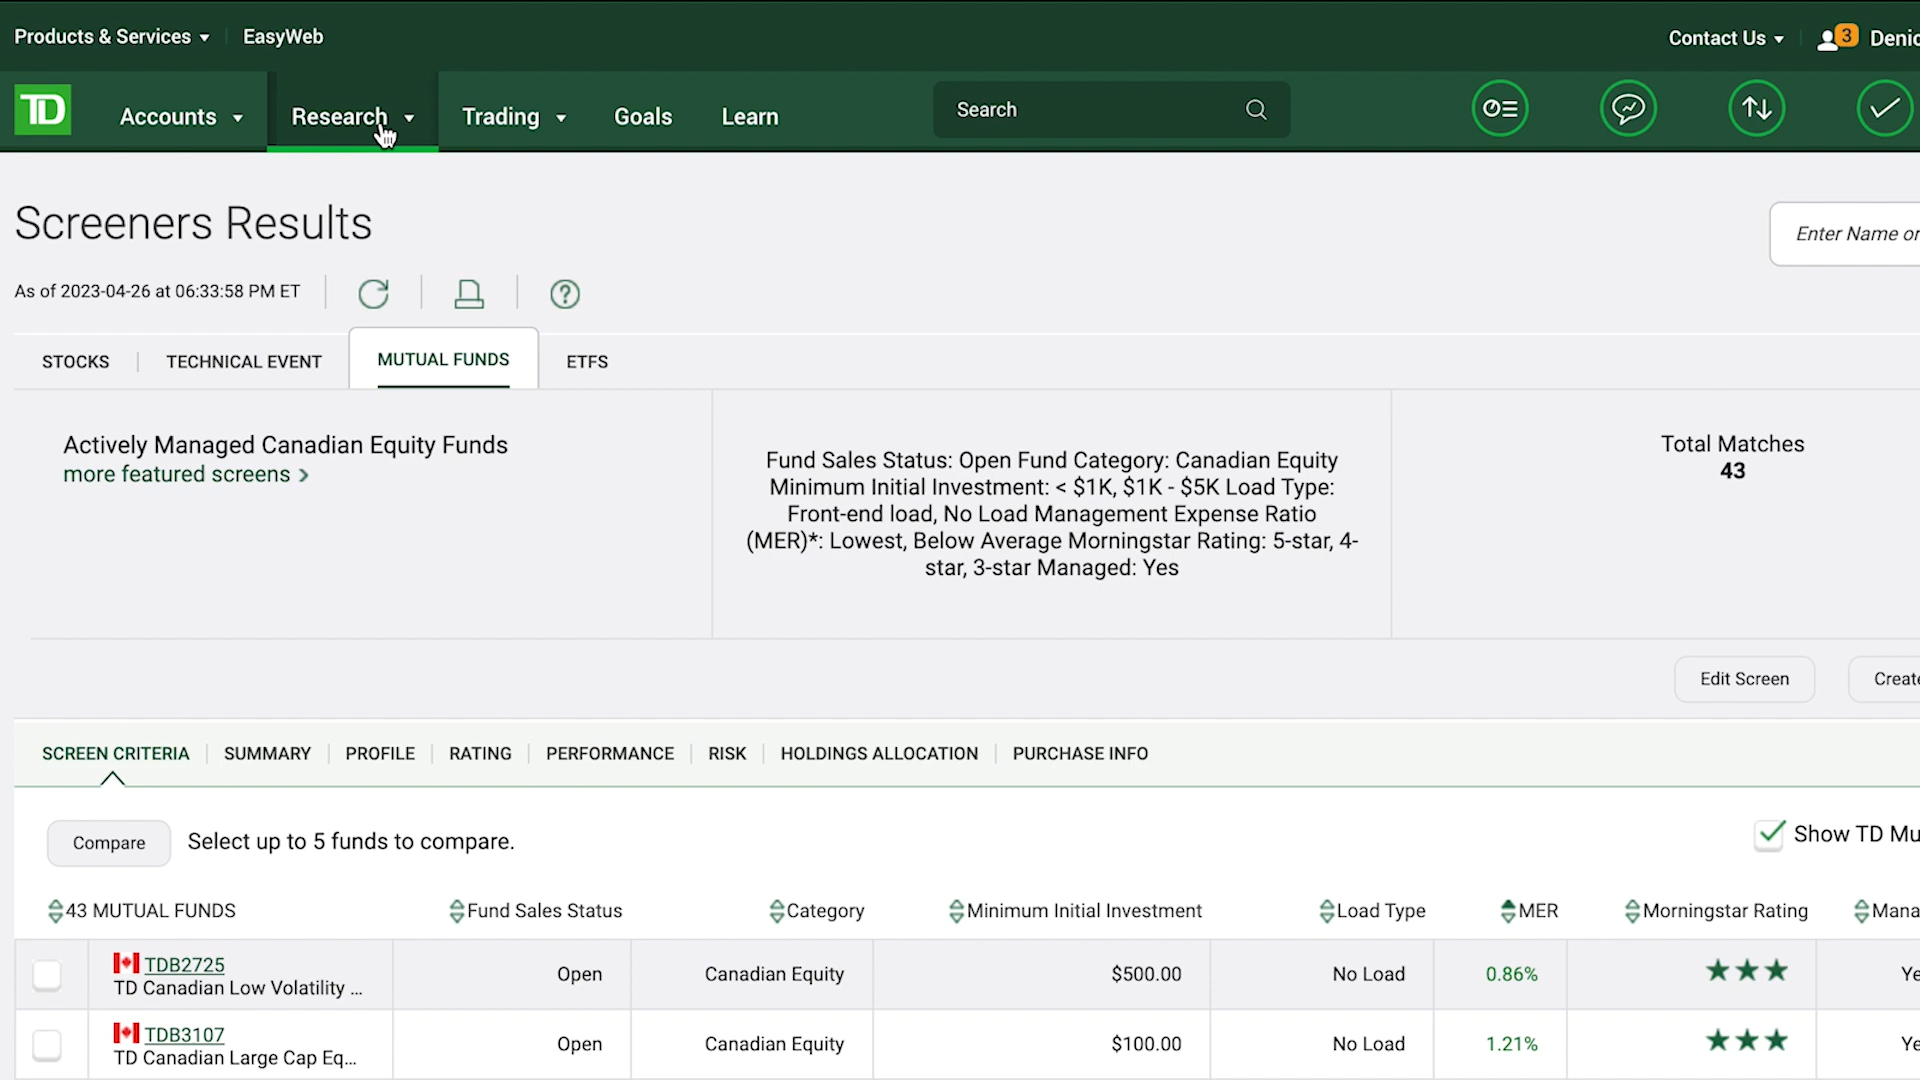 Products & Services
EasyWeb
Contact Us
3
Denic
TD
Accounts
Research
Trading
Goals
Learn
Search
Screeners Results
Enter Name or
As of 2023-04-26 at 06:33:58 PM ET
STOCKS
TECHNICAL EVENT
MUTUAL FUNDS
ETFS
Actively Managed Canadian Equity Funds
more featured screens >
Fund Sales Status: Open Fund Category: Canadian Equity
Minimum Initial Investment: < $1K, $1K - $5K Load Type:
Front-end load, No Load Management Expense Ratio
(MER)*: Lowest, Below Average Morningstar Rating: 5-star, 4-
star, 3-star Managed: Yes
Total Matches
43
Edit Screen
Create
SCREEN CRITERIA
SUMMARY
PROFILE
RATING
PERFORMANCE
RISK
HOLDINGS ALLOCATION
PURCHASE INFO
Compare
Select up to 5 funds to compare.
Show TD Mu
43 MUTUAL FUNDS
Fund Sales Status
Category
Minimum Initial Investment
Load Type
MER
Morningstar Rating
Mana
TDB2725
TD Canadian Low Volatility ...
Open
Canadian Equity
$500.00
No Load
0.86%
★★★
Ye
TDB3107
TD Canadian Large Cap Eq...
Open
Canadian Equity
$100.00
No Load
1.21%
★★★
Ye